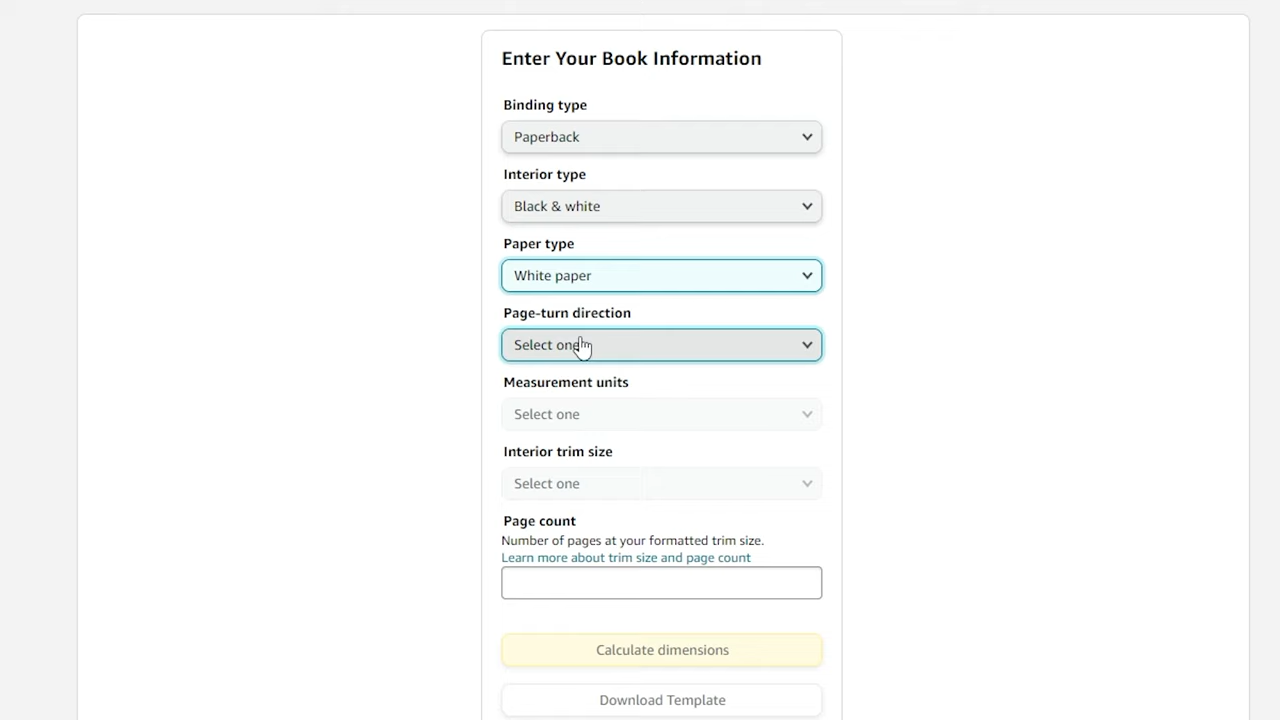 Enter Your Book Information
Binding type
Paperback
Interior type
Black & white
Paper type
White paper
Page-turn direction
Select one
Measurement units
Select one
Interior trim size
Select one
Page count
Number of pages at your formatted trim size.
Learn more about trim size and page count
Calculate dimensions
Download Template